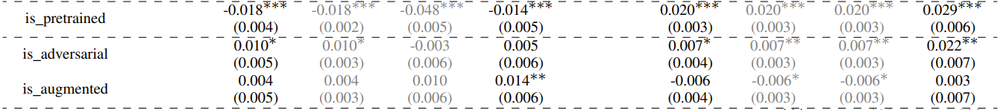 -0.018*** -0.018*** -0.048*** -0.014*** 0.020*** 0.020*** 0.020*** 0.029***
is_pretrained
(0.004) (0.002) (0.005) (0.005) (0.003) (0.003) (0.003) (0.006)
0.010* 0.010* -0.003 0.005 0.007* 0.007** 0.007** 0.022**
is_adversarial
(0.005) (0.003) (0.006) (0.006) (0.004) (0.003) (0.003) (0.007)
0.004 0.004 0.010 0.014** -0.006 -0.006* -0.006* 0.003
is_augmented
(0.005) (0.003) (0.006) (0.006) (0.004) (0.003) (0.003) (0.007)